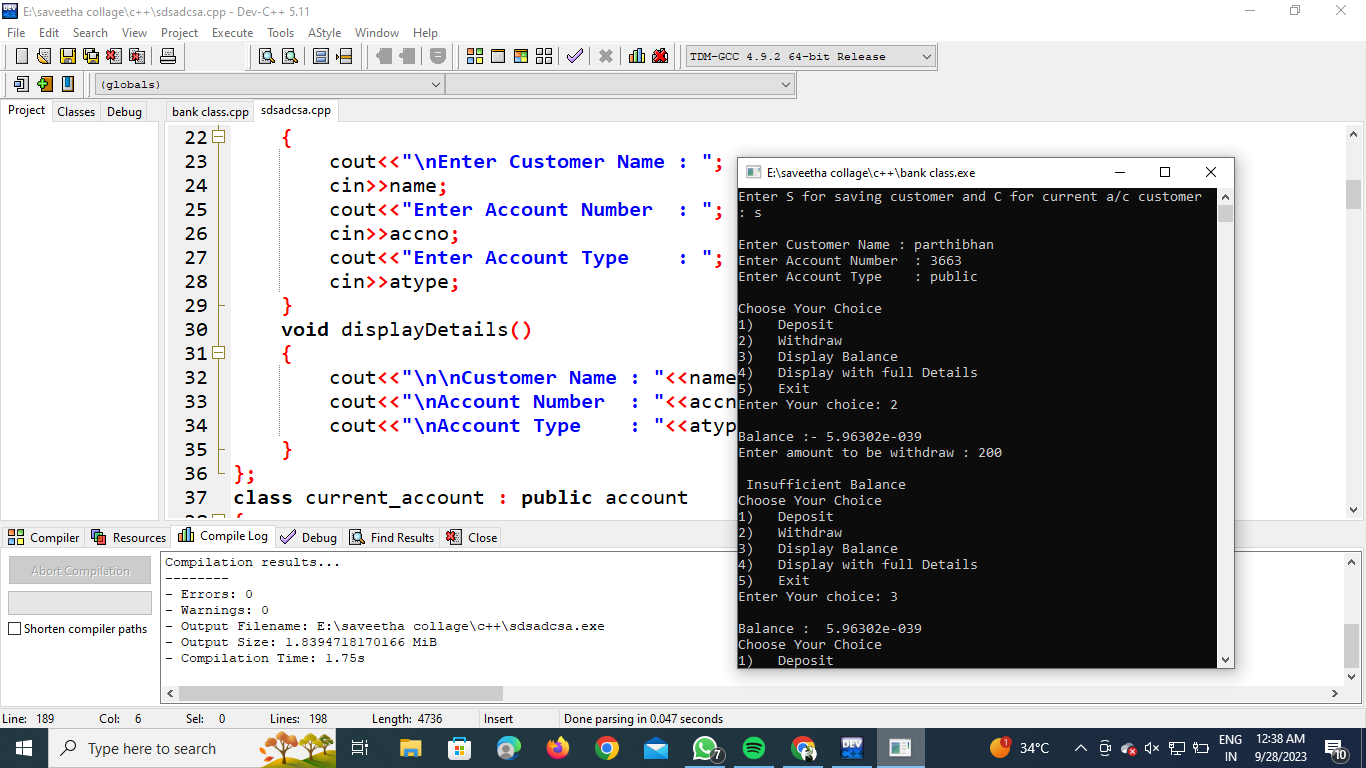 E:\saveetha collage\c++\sdsadcsa.cpp - Dev-C++ 5.11
File Edit Search View Project Execute Tools AStyle Window Help
TDM-GCC 4.9.2 64-bit Release
(globals)
Project Classes Debug
bank class.cpp sdsadcsa.cpp
22 {
23 cout<<"\nEnter Customer Name : ";
24 cin>>name;
25 cout<<"Enter Account Number  : ";
26 cin>>accno;
27 cout<<"Enter Account Type    : ";
28 cin>>atype;
29 }
30 void displayDetails()
31 {
32 cout<<"\n\nCustomer Name : "<<name
33 cout<<"\nAccount Number  : "<<accn
34 cout<<"\nAccount Type    : "<<atyp
35 }
36 };
37 class current_account : public account
E:\saveetha collage\c++\bank class.exe
Enter S for saving customer and C for current a/c customer
: s
Enter Customer Name : parthibhan
Enter Account Number  : 3663
Enter Account Type    : public
Choose Your Choice
1)   Deposit
2)   Withdraw
3)   Display Balance
4)   Display with full Details
5)   Exit
Enter Your choice: 2
Balance :- 5.96302e-039
Enter amount to be withdraw : 200
Insufficient Balance
Choose Your Choice
1)   Deposit
2)   Withdraw
3)   Display Balance
4)   Display with full Details
5)   Exit
Enter Your choice: 3
Balance :  5.96302e-039
Choose Your Choice
1)   Deposit
Compiler Resources Compile Log Debug Find Results Close
Abort Compilation
Shorten compiler paths
Compilation results...
--------
- Errors: 0
- Warnings: 0
- Output Filename: E:\saveetha collage\c++\sdsadcsa.exe
- Output Size: 1.8394718170166 MiB
- Compilation Time: 1.75s
Line: 189 Col: 6 Sel: 0 Lines: 198 Length: 4736 Insert Done parsing in 0.047 seconds
Type here to search
7
DEV
1
34°C
ENG
IN
12:38 AM
9/28/2023
10